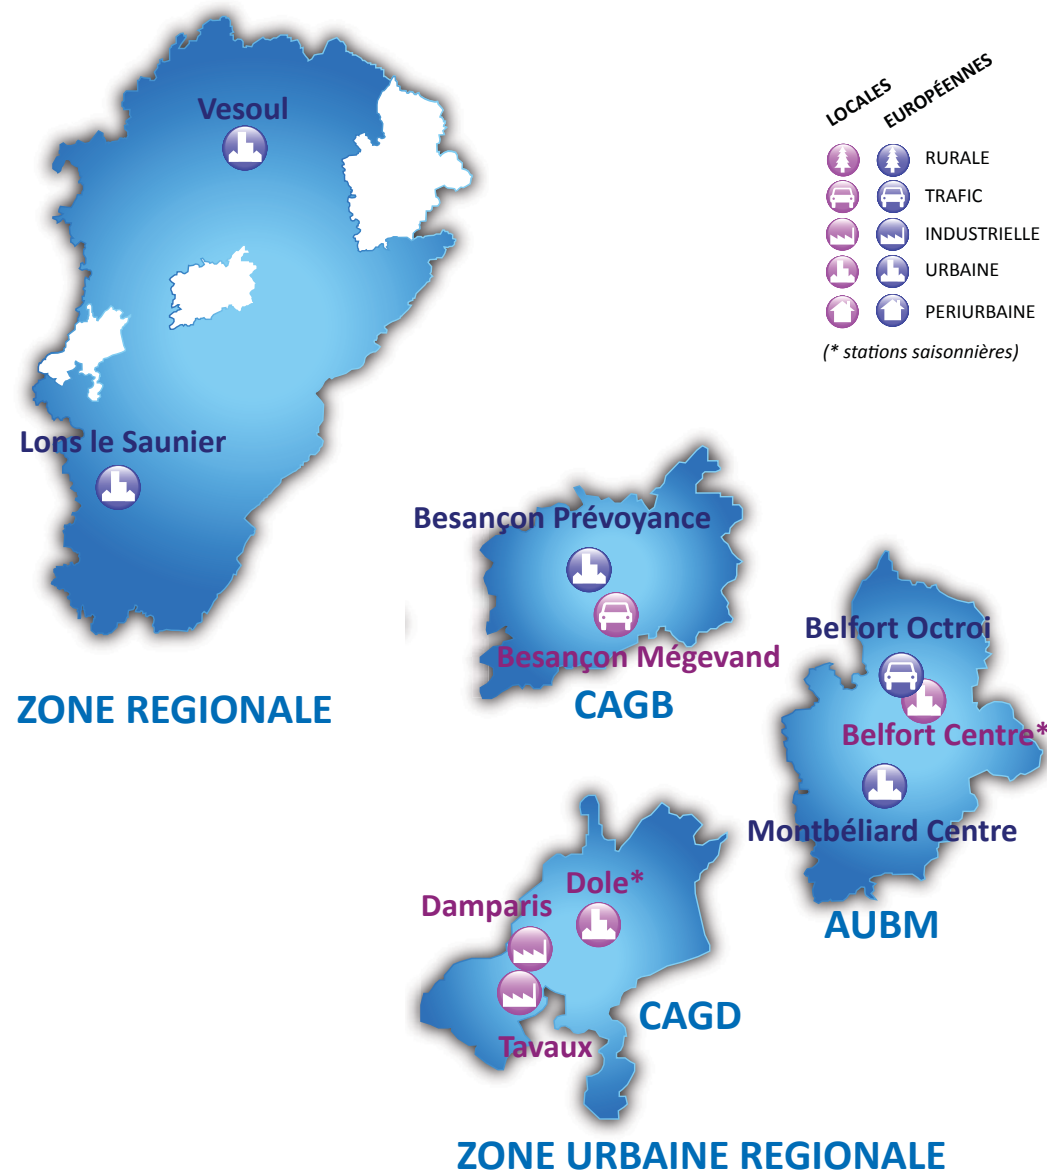 Vesoul
Lons le Saunier
ZONE REGIONALE
LOCALES
EUROPÉENNES
RURALE
TRAFIC
INDUSTRIELLE
URBAINE
PERIURBAINE
(* stations saisonnières)
Besançon Prévoyance
Besançon Mégevand
CAGB
Belfort Octroi
Belfort Centre*
Montbéliard Centre
AUBM
Dole*
Damparis
CAGD
Tavaux
ZONE URBAINE REGIONALE